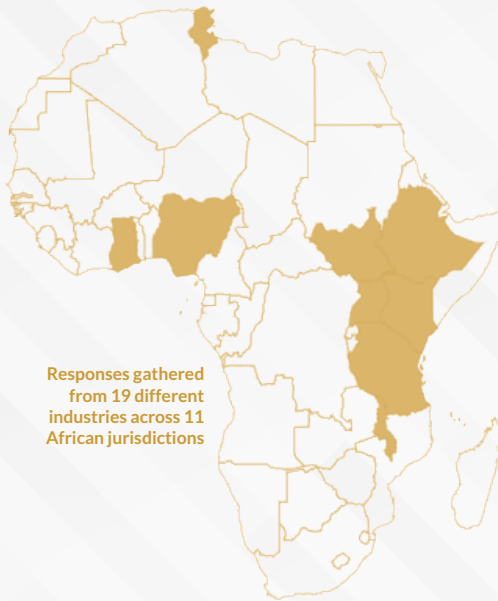 Responses gathered
from 19 different
industries across 11
African jurisdictions